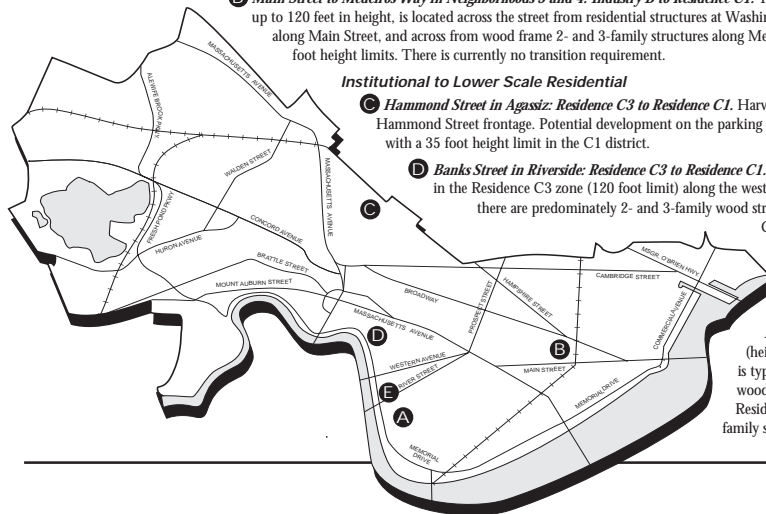 B Main Street to Medeiros Way in Neighborhoods 3 and 4: Industry B to Residence C1.
up to 120 feet in height, is located across the street from residential structures at Washin
along Main Street, and across from wood frame 2- and 3-family structures along Me
foot height limits. There is currently no transition requirement.
Institutional to Lower Scale Residential
C Hammond Street in Agassiz: Residence C3 to Residence C1. Harv
Hammond Street frontage. Potential development on the parking
with a 35 foot height limit in the C1 district.
D Banks Street in Riverside: Residence C3 to Residence C1.
in the Residence C3 zone (120 foot limit) along the west
there are predominately 2- and 3-family wood str
C
(hei
is typ
wood
Resid
family s
MASSACHUSETTS AVENUE
ALEWIFE BROOK PKWY
WALDEN STREET
MASSACHUSETTS AVENUE
C
FRESH POND PKWY
HURON AVENUE
CONCORD AVENUE
BRATTLE STREET
MOUNT AUBURN STREET
MSGR. O'BRIEN HWY.
CAMBRIDGE STREET
BROADWAY
PROSPECT STREET
HAMPSHIRE STREET
COMMERCIAL AVENUE
MASSACHUSETTS AVENUE
D
B
WESTERN AVENUE
RIVER STREET
MAIN STREET
E
A
MEMORIAL DRIVE
MEMORIAL
DRIVE